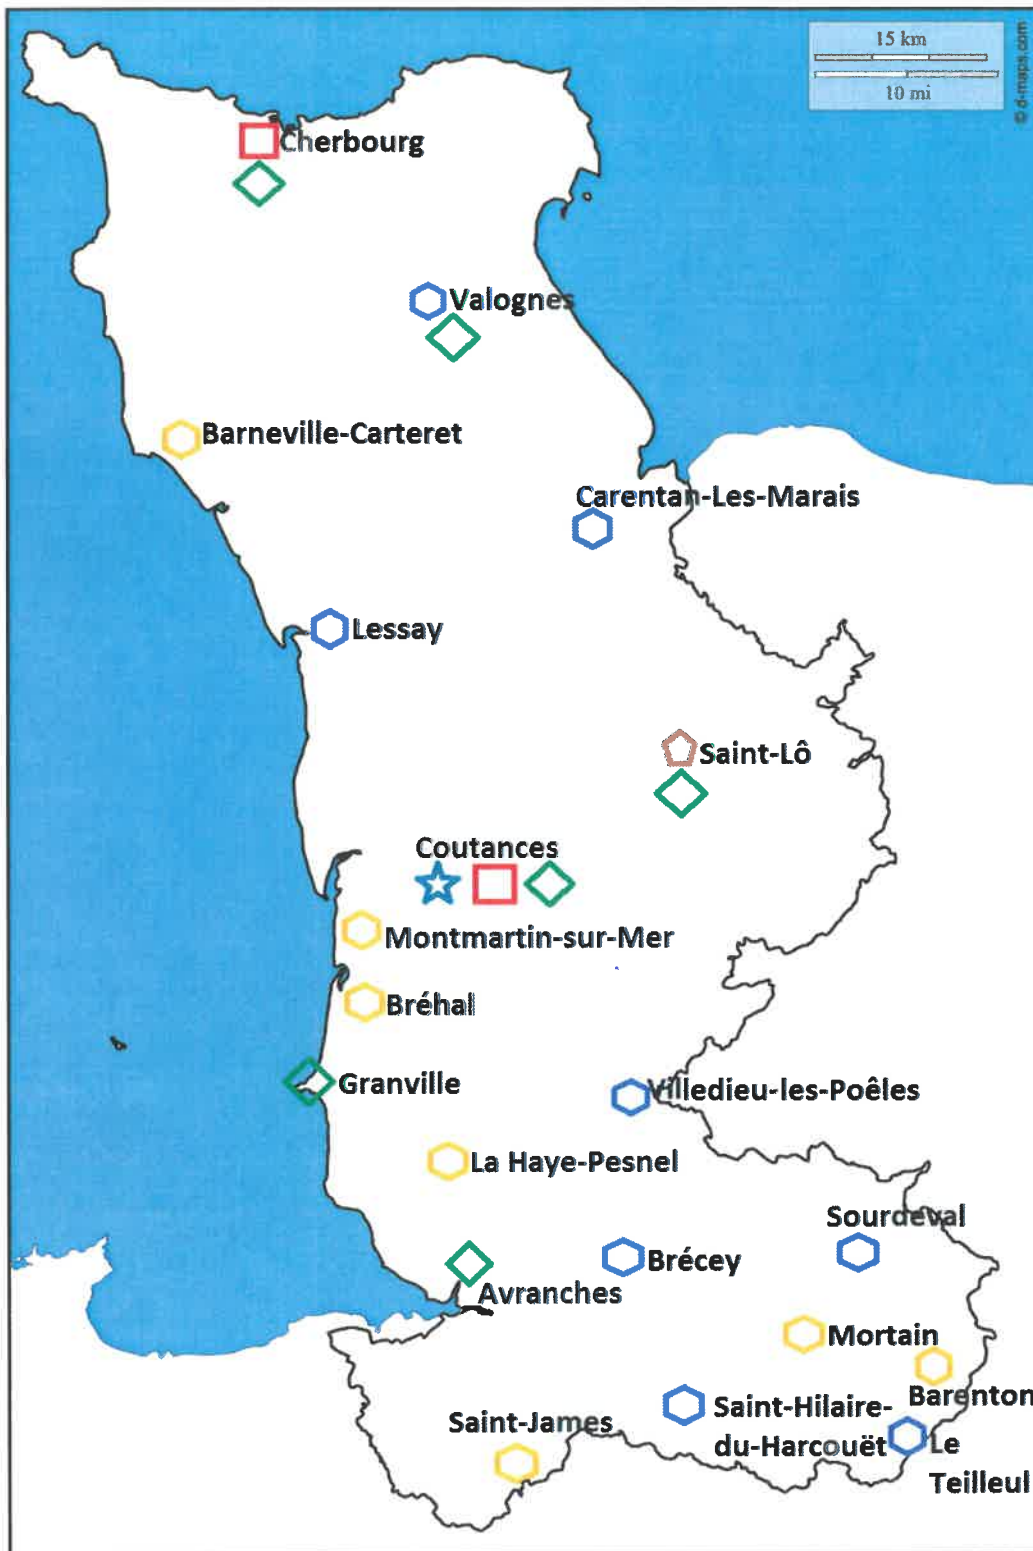 15 km
10 mi
© d-maps.com
Cherbourg
Valognes
Barneville-Carteret
Carentan-Les-Marais
Lessay
Saint-Lô
Coutances
Montmartin-sur-Mer
Bréhal
Granville
Villedieu-les-Poêles
La Haye-Pesnel
Sourdeval
Brécey
Avranches
Mortain
Barenton
Saint-Hilaire-
du-Harcouët
Saint-James
Le
Teilleul